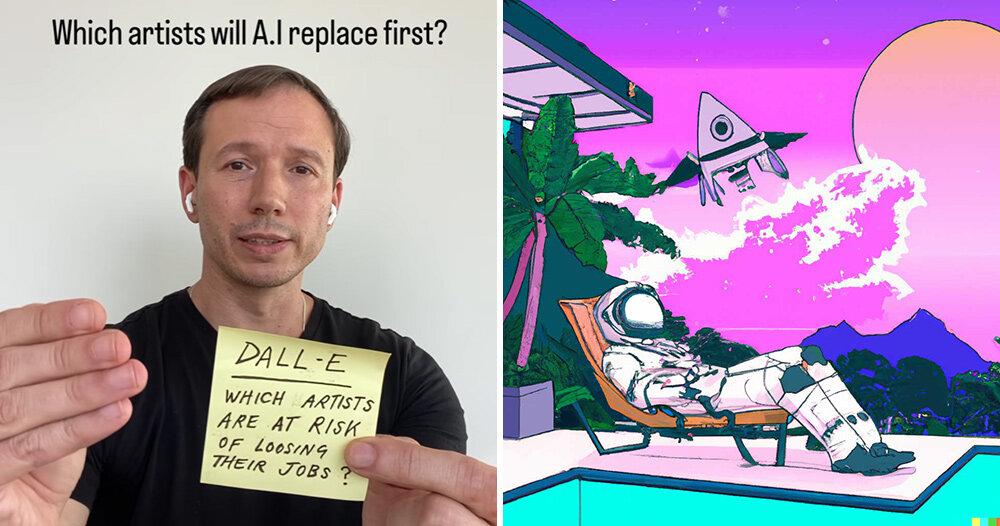 Which artists will A.I replace first?
DALL-E
WHICH ARTISTS
ARE AT RISK
OF LOOSING
THEIR JOBS?